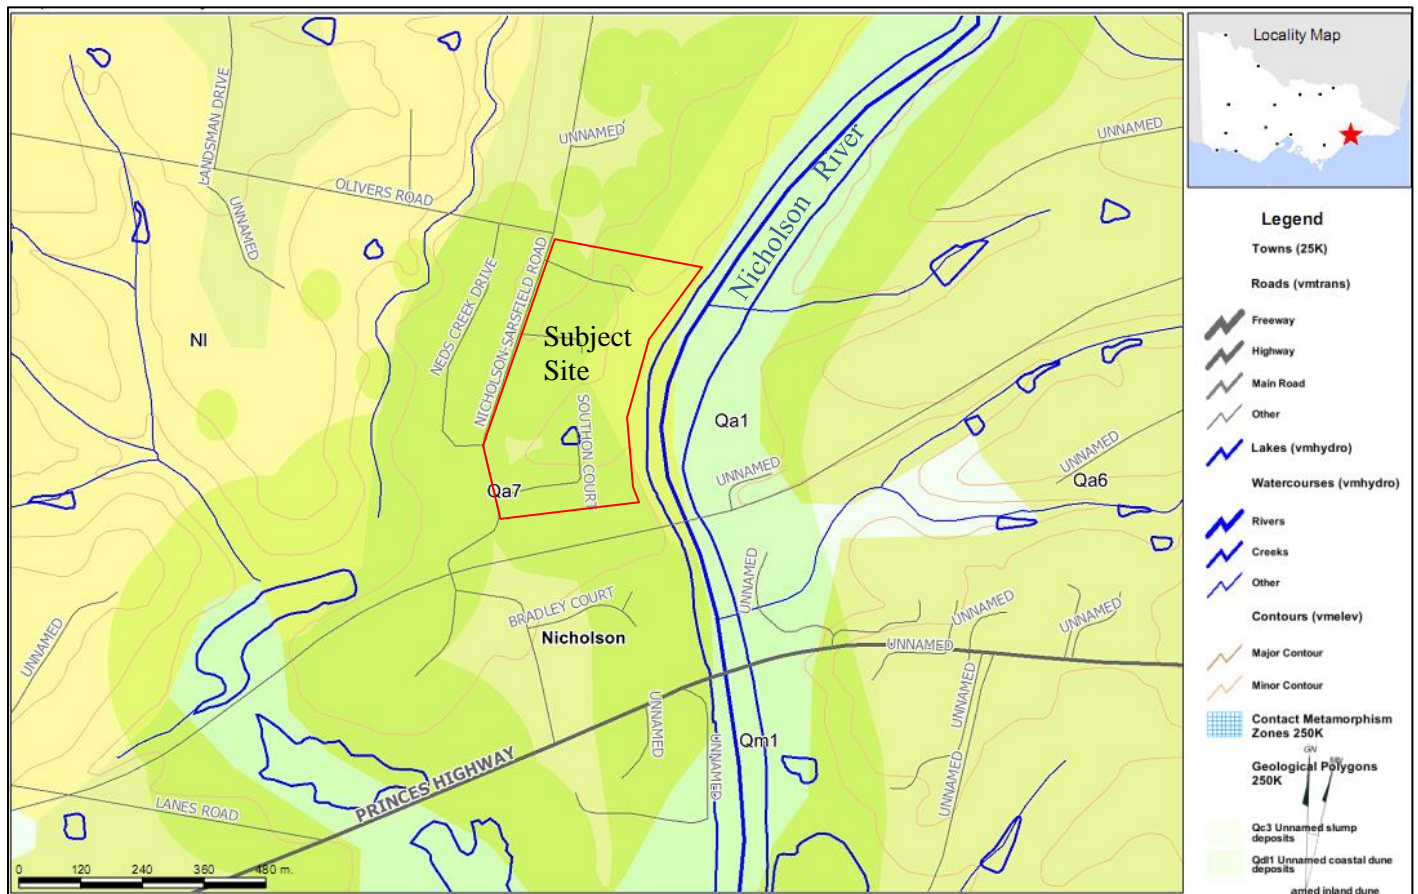 Locality Map
LANDSMAN DRIVE
UNNAMED
UNNAMED
UNNAMED
OLIVERS ROAD
Nicholson River
NEDS CREEK DRIVE
NICHOLSON-SARSFIELD ROAD
Nl
Subject
Site
SOUTHON COURT
Qa1
Qa7
UNNAMED
UNNAMED
Qa6
UNNAMED
BRADLEY COURT
UNNAMED
UNNAMED
UNNAMED
Nicholson
UNNAMED
UNNAMED
UNNAMED
UNNAMED
UNNAMED
Qm1
UNNAMED
PRINCES HIGHWAY
LANES ROAD
0 120 240 360 480 m.
Legend
Towns (25K)
Roads (vmtrans)
Freeway
Highway
Main Road
Other
Lakes (vmhydro)
Watercourses (vmhydro)
Rivers
Creeks
Other
Contours (vmelev)
Major Contour
Minor Contour
Contact Metamorphism
Zones 250K
GN
Geological Polygons
250K
Qc3 Unnamed slump
deposits
Qdl1 Unnamed coastal dune
deposits
inland dune